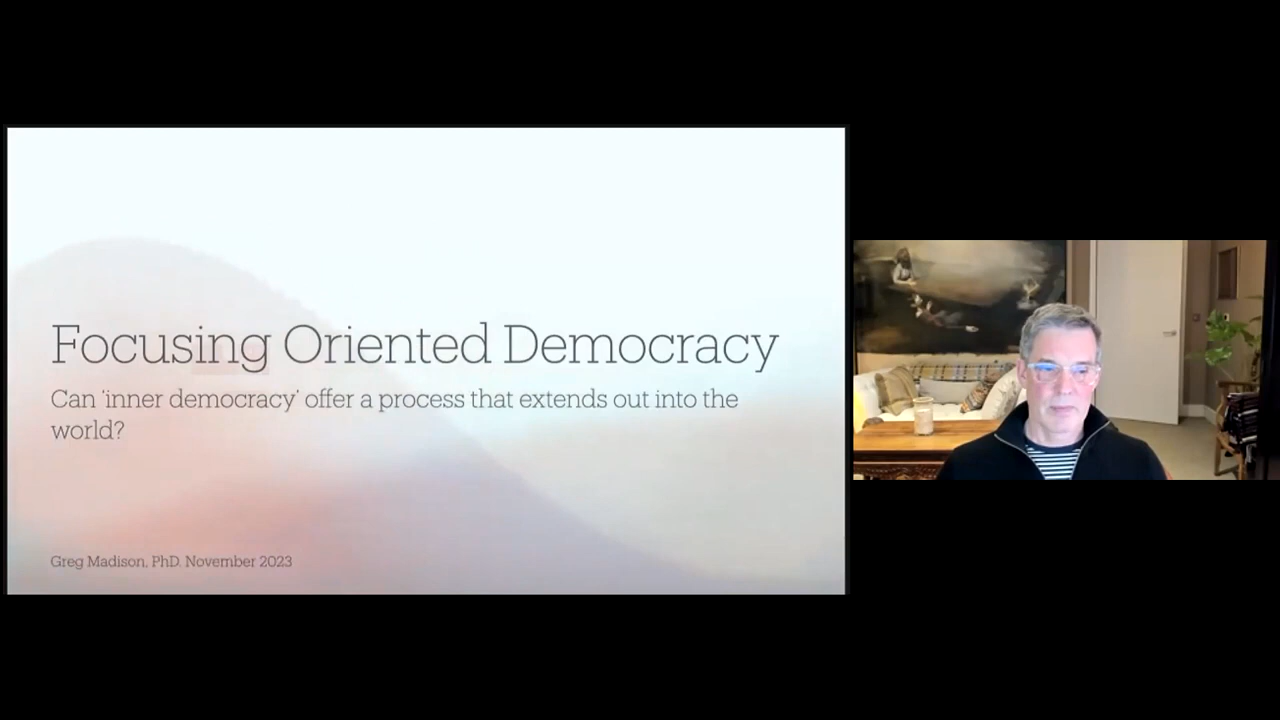 Focusing Oriented Democracy
Can ‘inner democracy’ offer a process that extends out into the
world?
Greg Madison, PhD. November 2023